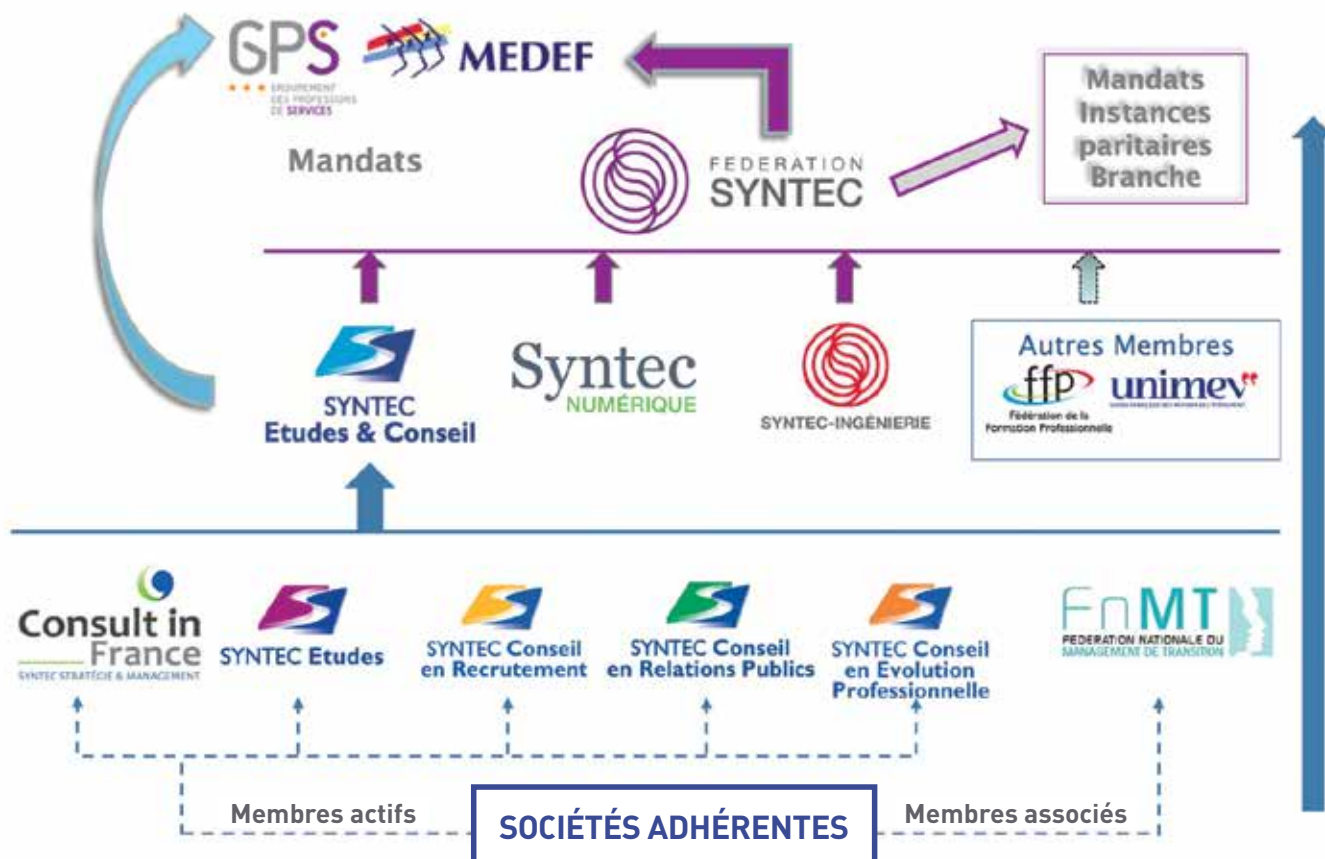 GPS
GROUPEMENT
DES PROFESSIONS
DE SERVICES
MEDEF
Mandats
FEDERATION
SYNTEC
Mandats
Instances
paritaires
Branche
SYNTEC
Etudes & Conseil
Syntec
NUMÉRIQUE
SYNTEC-INGÉNIERIE
Autres Membres
ffp
Fédération de la
Formation Professionnelle
unimev
Consult in
France
SYNTEC STRATÉGIE & MANAGEMENT
SYNTEC Etudes
SYNTEC Conseil
en Recrutement
SYNTEC Conseil
en Relations Publics
SYNTEC Conseil
en Evolution
Professionnelle
FnMT
FEDERATION NATIONALE DU
MANAGEMENT DE TRANSITION
Membres actifs
SOCIÉTÉS ADHÉRENTES
Membres associés